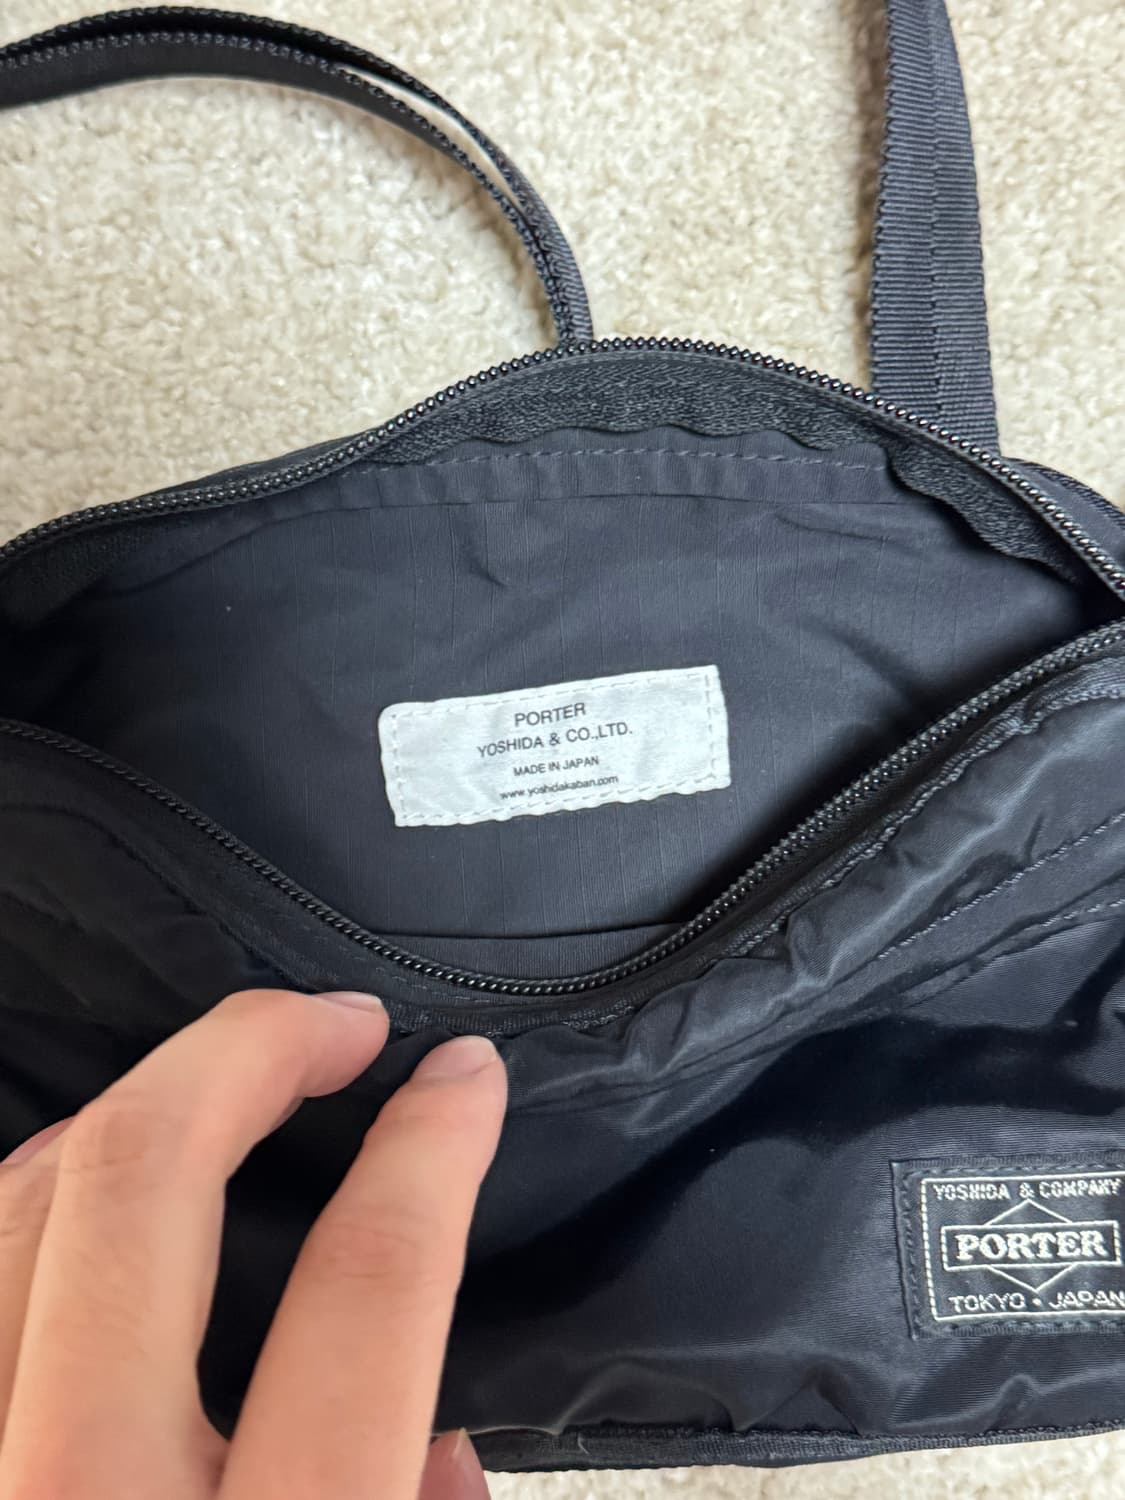 PORTER
YOSHIDA & CO.,LTD.
MADE IN JAPAN
www.yoshidakaban.com
YOSHIDA & COMPANY
PORTER
TOKYO • JAPAN